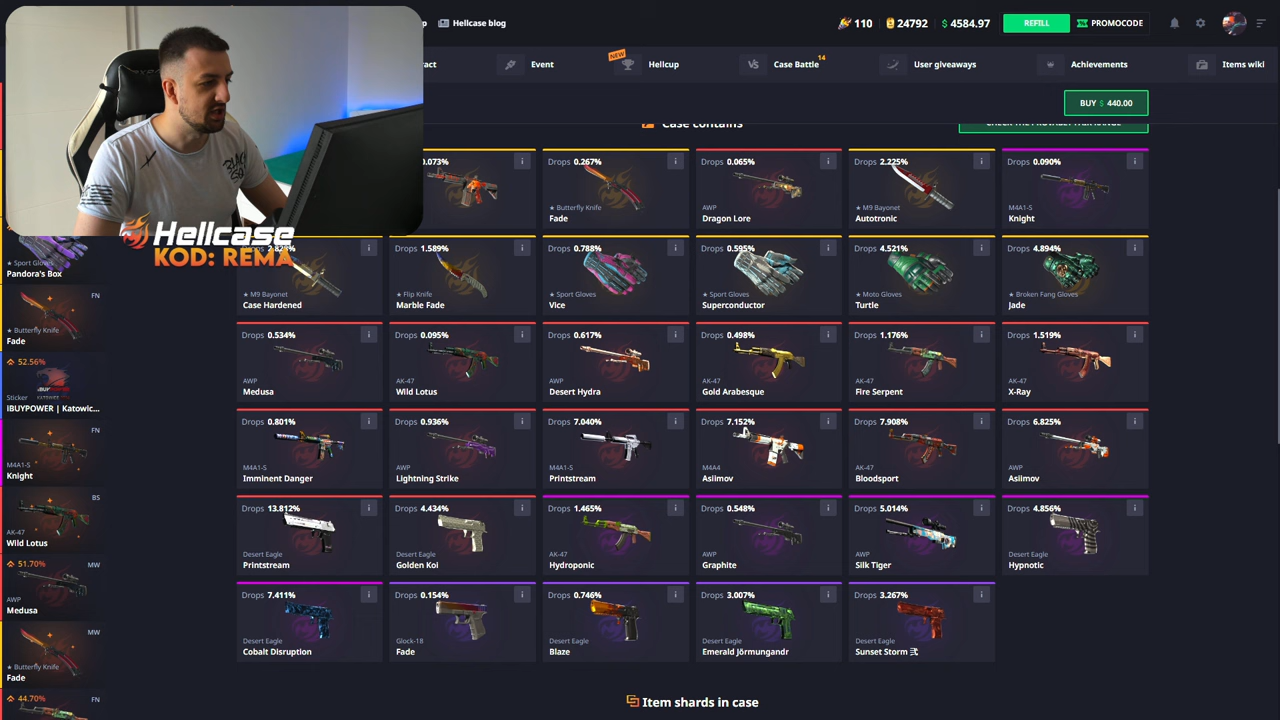 Hellcase blog
110
24792
$ 4584.97
REFILL
PROMOCODE
Event
NEW
Hellcup
VS
Case Battle
14
User giveaways
Achievements
Items wiki
BUY $ 440.00
Case contains
0.073%
Drops 0.267%
★ Butterfly Knife
Fade
Drops 0.065%
AWP
Dragon Lore
Drops 2.225%
★ M9 Bayonet
Autotronic
Drops 0.090%
M4A1-S
Knight
Hellcase
KOD: REMA
★ Sport Gloves
Pandora's Box
★ M9 Bayonet
Case Hardened
Drops 1.589%
★ Flip Knife
Marble Fade
Drops 0.788%
★ Sport Gloves
Vice
Drops 0.595%
★ Sport Gloves
Superconductor
Drops 4.521%
★ Moto Gloves
Turtle
Drops 4.894%
★ Broken Fang Gloves
Jade
FN
★ Butterfly Knife
Fade
52.56%
Sticker
IBUYPOWER | Katowic...
FN
M4A1-S
Knight
BS
AK-47
Wild Lotus
51.70%
MW
AWP
Medusa
MW
★ Butterfly Knife
Fade
44.70%
FN
Drops 0.534%
AWP
Medusa
Drops 0.095%
AK-47
Wild Lotus
Drops 0.617%
AWP
Desert Hydra
Drops 0.498%
AK-47
Gold Arabesque
Drops 1.176%
AK-47
Fire Serpent
Drops 1.519%
AK-47
X-Ray
Drops 0.801%
M4A1-S
Imminent Danger
Drops 0.936%
AWP
Lightning Strike
Drops 7.040%
M4A1-S
Printstream
Drops 7.152%
M4A4
Asiimov
Drops 7.908%
AK-47
Bloodsport
Drops 6.825%
AWP
Asiimov
Drops 13.812%
Desert Eagle
Printstream
Drops 4.434%
Desert Eagle
Golden Koi
Drops 1.465%
AK-47
Hydroponic
Drops 0.548%
AWP
Graphite
Drops 5.014%
AWP
Silk Tiger
Drops 4.856%
Desert Eagle
Hypnotic
Drops 7.411%
Desert Eagle
Cobalt Disruption
Drops 0.154%
Glock-18
Fade
Drops 0.746%
Desert Eagle
Blaze
Drops 3.007%
Desert Eagle
Emerald Jörmungandr
Drops 3.267%
Desert Eagle
Sunset Storm 弐
Item shards in case